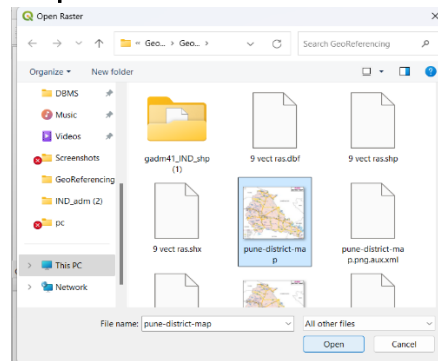 Open Raster
« Geo... › Geo... ›
Search GeoReferencing
Organize
New folder
DBMS
Music
Videos
Screenshots
GeoReferencing
IND_adm (2)
pc
This PC
Network
gadm41_IND_shp
(1)
9 vect ras.dbf
9 vect ras.shp
9 vect ras.shx
pune-district-ma
p
pune-district-ma
p.png.aux.xml
File name:
pune-district-map
All other files
Open
Cancel